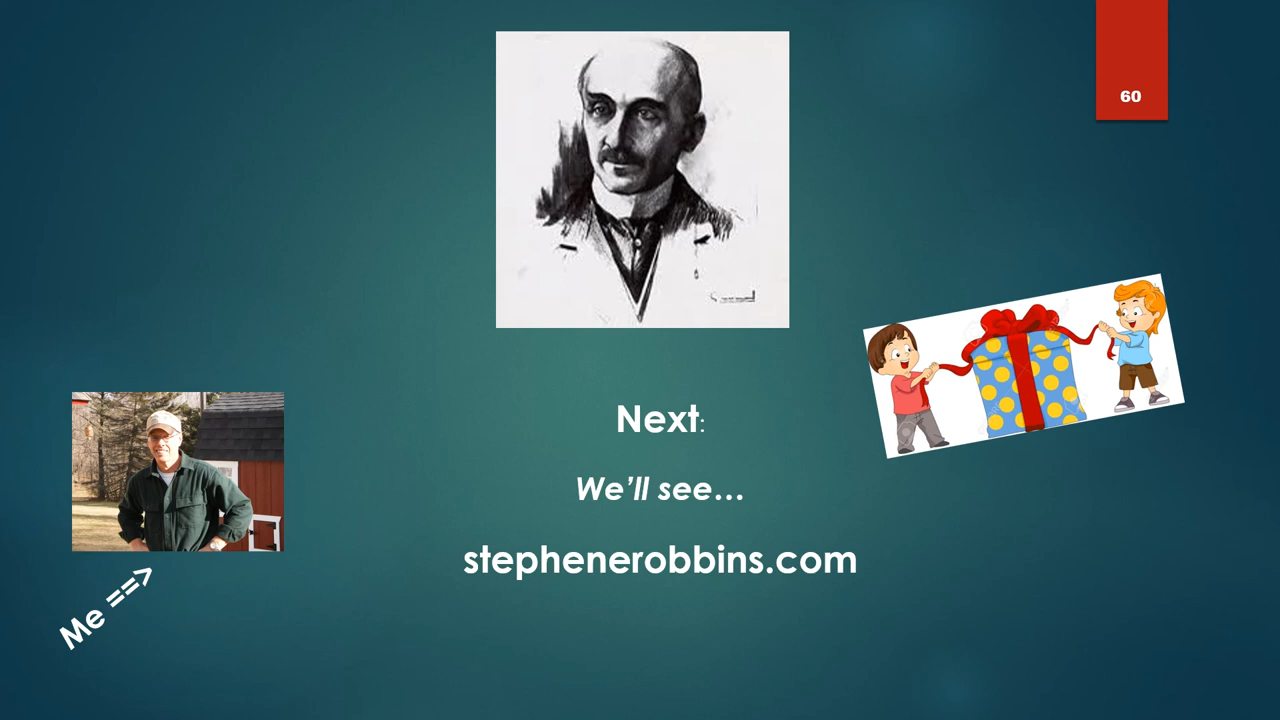 60
Next:
We'll see…
stephenerobbins.com
Me ==>